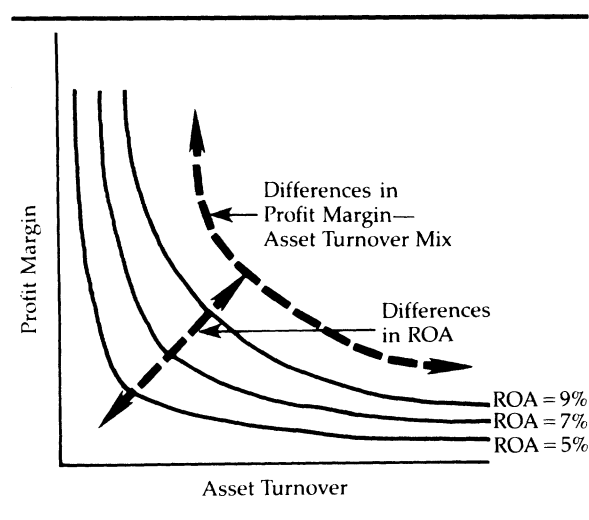 Differences in
Profit Margin—
Asset Turnover Mix
Profit Margin
Differences
in ROA
ROA = 9%
ROA = 7%
ROA = 5%
Asset Turnover